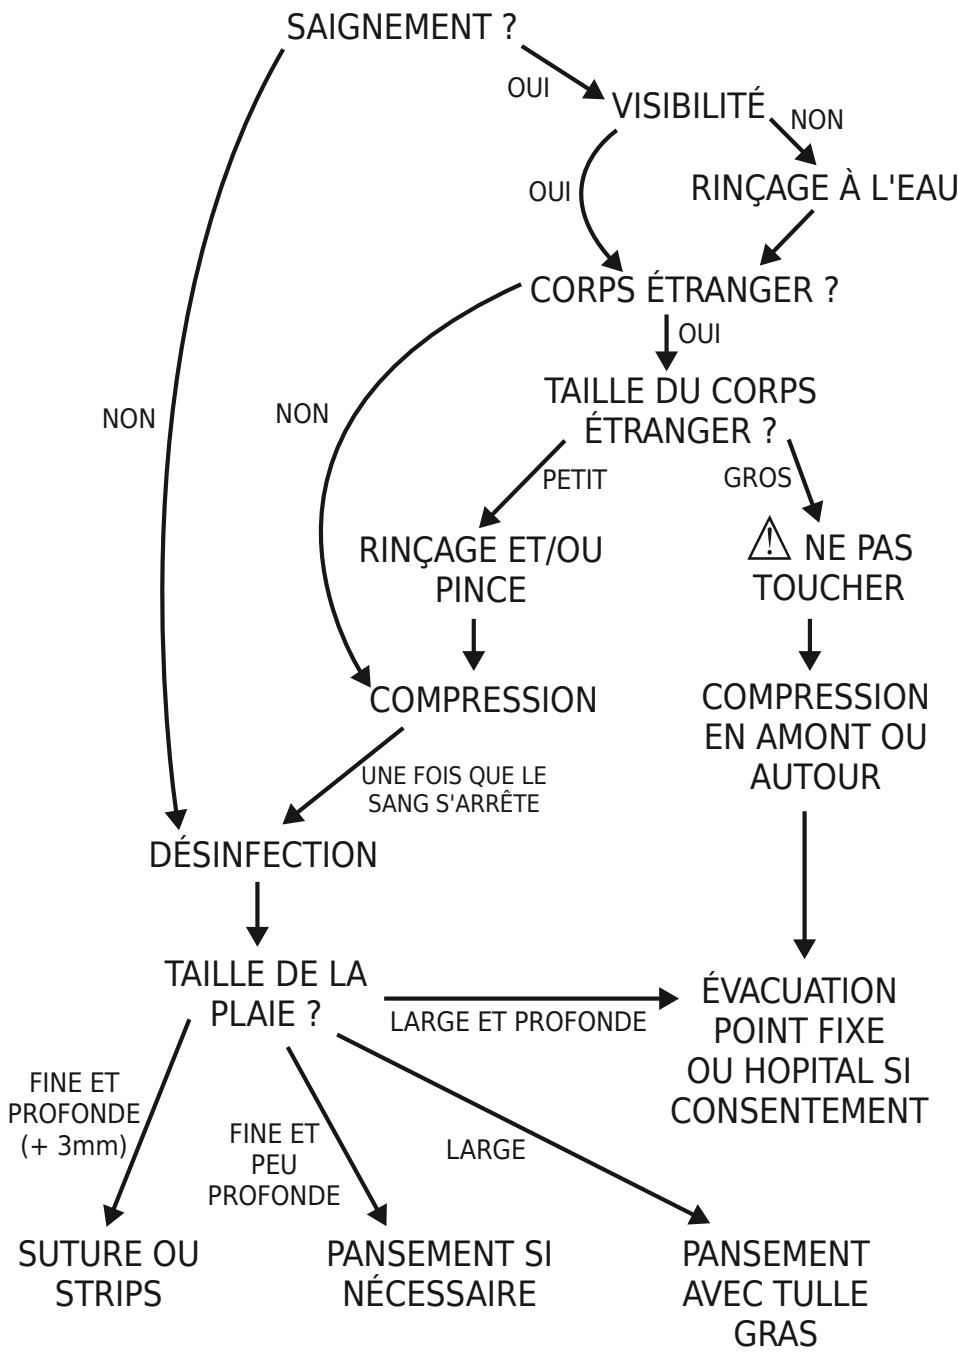 SAIGNEMENT ?
OUI
VISIBILITÉ
NON
OUI
RINÇAGE À L'EAU
CORPS ÉTRANGER ?
OUI
NON
NON
TAILLE DU CORPS
ÉTRANGER ?
PETIT
GROS
RINÇAGE ET/OU
PINCE
NE PAS
TOUCHER
COMPRESSION
COMPRESSION
EN AMONT OU
AUTOUR
UNE FOIS QUE LE
SANG S'ARRÊTE
DÉSINFECTION
TAILLE DE LA
PLAIE ?
LARGE ET PROFONDE
ÉVACUATION
POINT FIXE
OU HOPITAL SI
CONSENTEMENT
FINE ET
PROFONDE
(+ 3mm)
FINE ET
PEU
PROFONDE
LARGE
SUTURE OU
STRIPS
PANSEMENT SI
NÉCESSAIRE
PANSEMENT
AVEC TULLE
GRAS